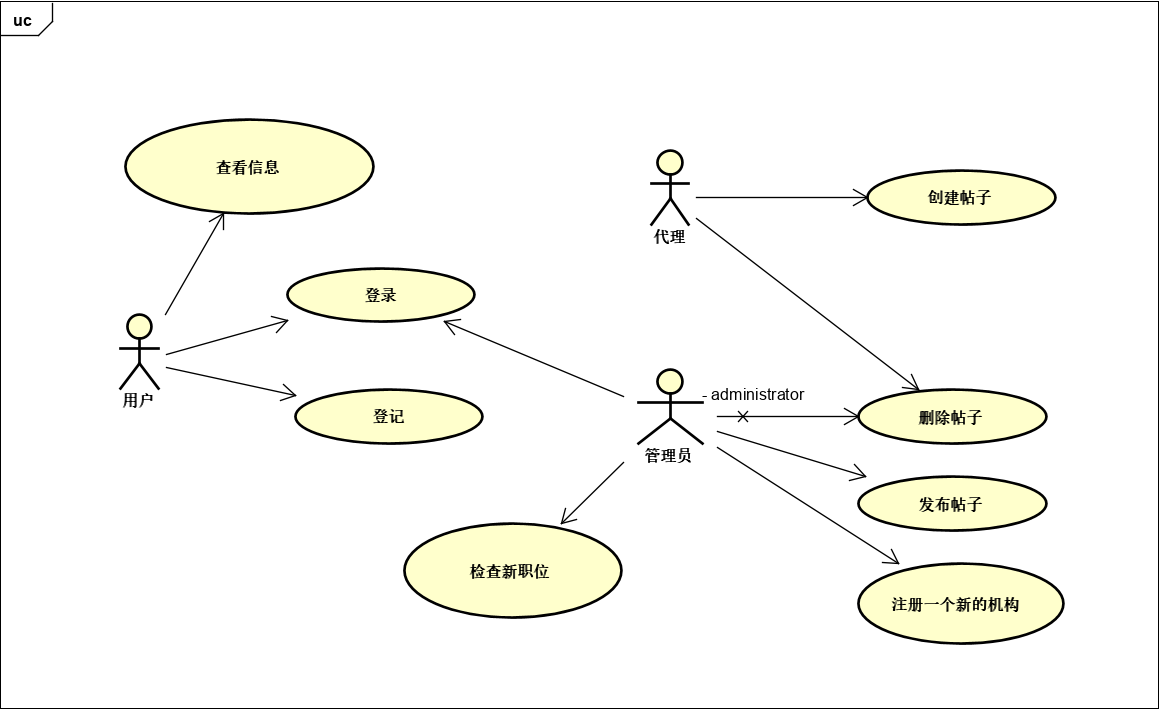 uc
查看信息
代理
创建帖子
登录
用户
登记
- administrator
管理员
删除帖子
发布帖子
检查新职位
注册一个新的机构